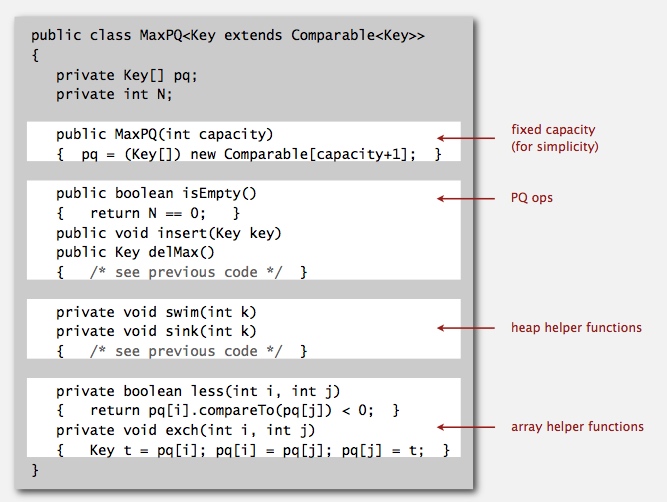 public class MaxPQ<Key extends Comparable<Key>>
{
private Key[] pq;
private int N;
public MaxPQ(int capacity)
{ pq = (Key[]) new Comparable[capacity+1]; }
fixed capacity
(for simplicity)
public boolean isEmpty()
{ return N == 0; }
public void insert(Key key)
public Key delMax()
{ /* see previous code */ }
PQ ops
private void swim(int k)
private void sink(int k)
{ /* see previous code */ }
heap helper functions
private boolean less(int i, int j)
{ return pq[i].compareTo(pq[j]) < 0; }
private void exch(int i, int j)
{ Key t = pq[i]; pq[i] = pq[j]; pq[j] = t; }
array helper functions
}